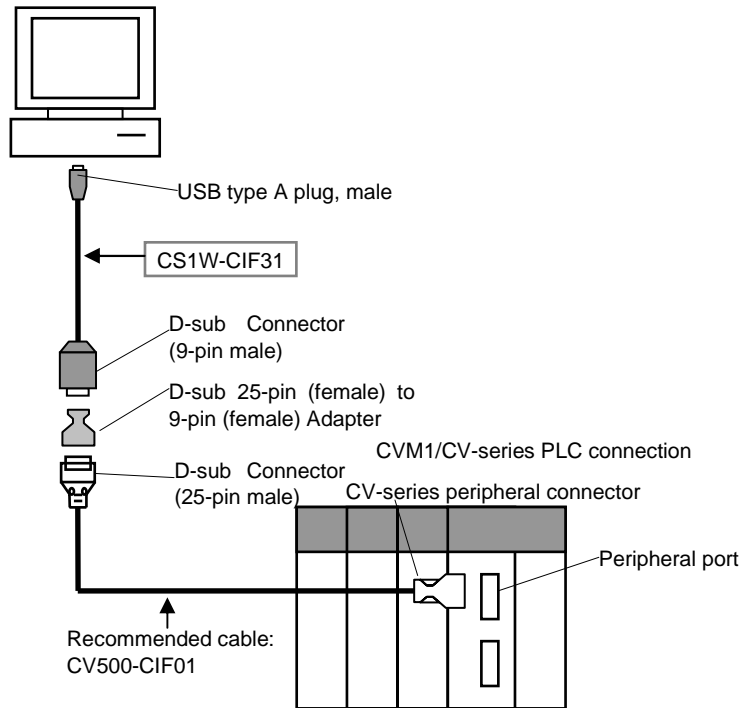 USB type A plug, male
CS1W-CIF31
D-sub Connector
(9-pin male)
D-sub 25-pin (female) to
9-pin (female) Adapter
CVM1/CV-series PLC connection
D-sub Connector
(25-pin male)
CV-series peripheral connector
Peripheral port
Recommended cable:
CV500-CIF01